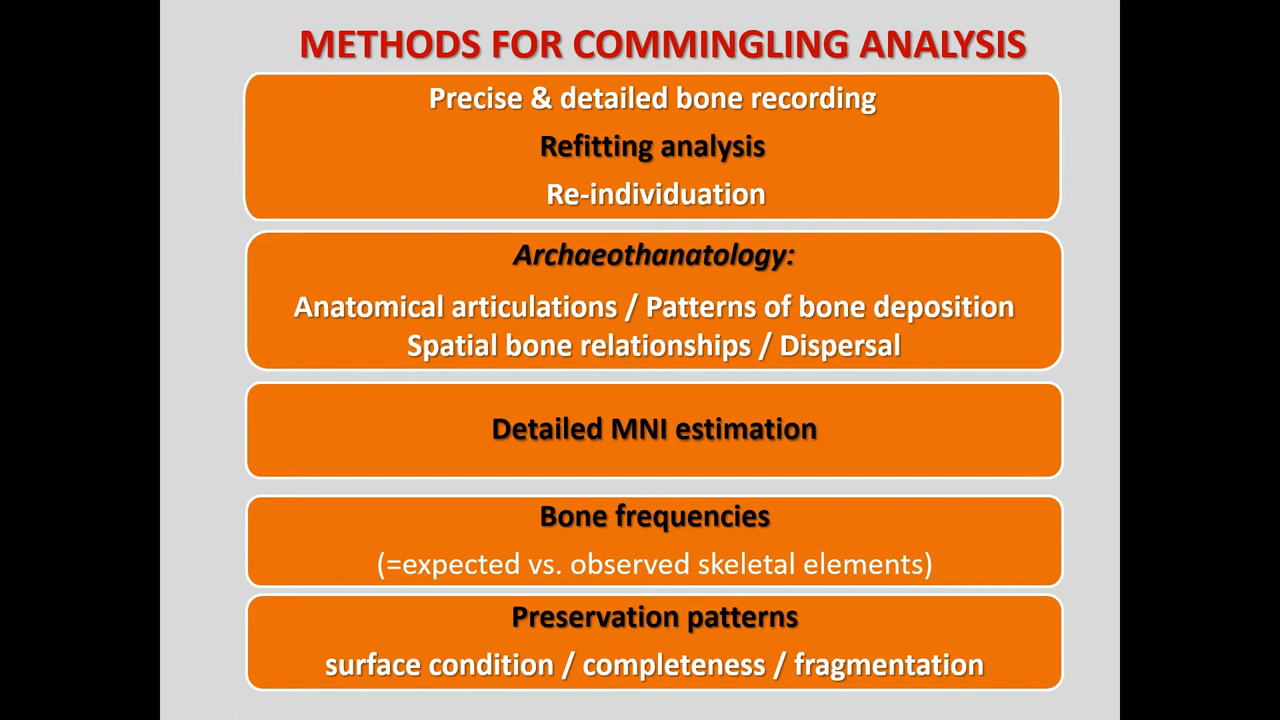 METHODS FOR COMMINGLING ANALYSIS
Precise & detailed bone recording
Refitting analysis
Re-individuation
Archaeothanatology:
Anatomical articulations / Patterns of bone deposition
Spatial bone relationships / Dispersal
Detailed MNI estimation
Bone frequencies
(=expected vs. observed skeletal elements)
Preservation patterns
surface condition / completeness / fragmentation